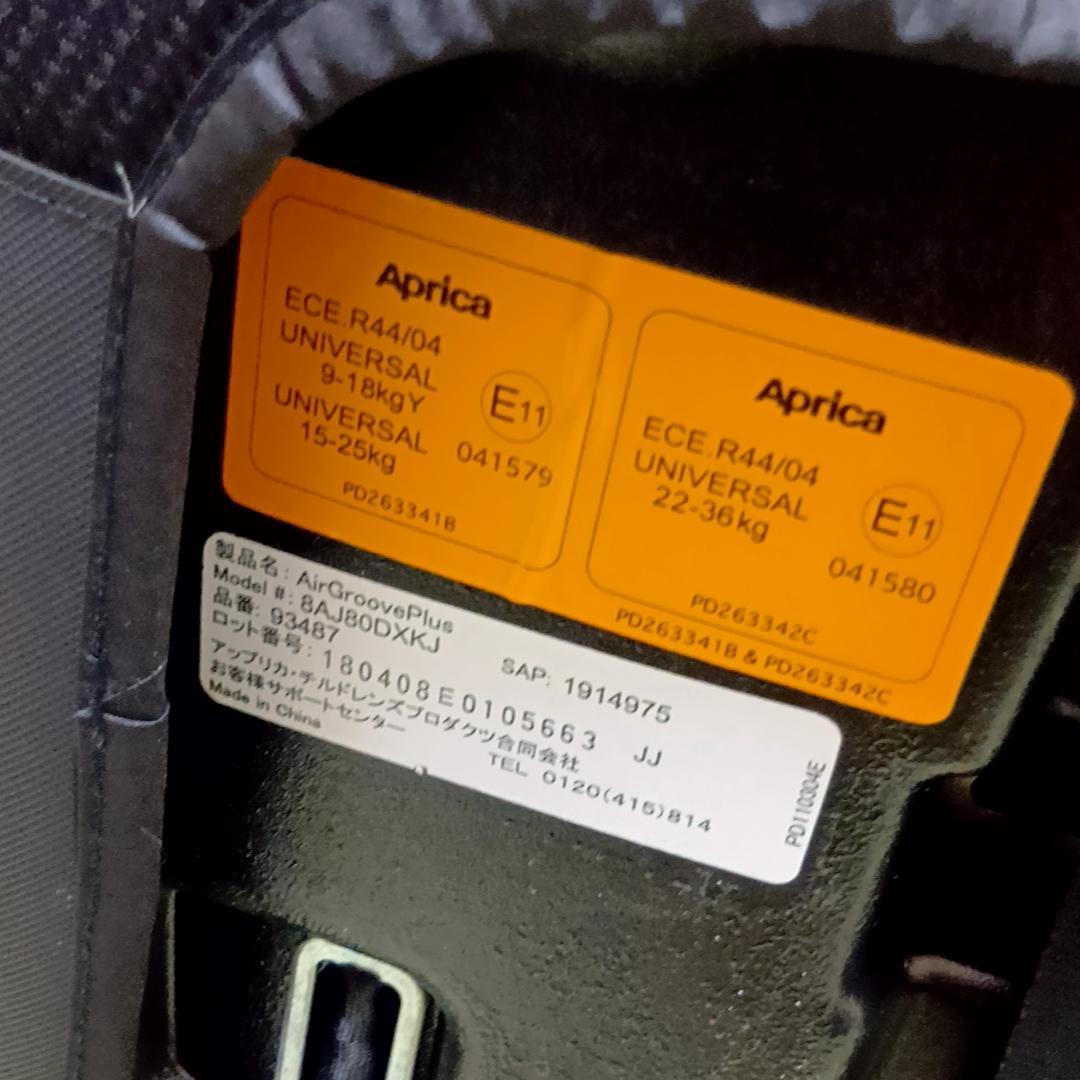 Aprica
ECE.R44/04
UNIVERSAL
9-18kgY
UNIVERSAL
15-25kg
E11
041579
PD263341B
Aprica
ECE.R44/04
UNIVERSAL
22-36kg
E11
041580
PD263342C
PD263341B & PD263342C
製品名: AirGroovePlus
Model #: 8AJ80DXKJ
品番: 93487 SAP: 1914975
ロット番号: 180408E0105663 JJ
アップリカ・チルドレンズプロダクツ合同会社
お客様サポートセンター TEL 0120(415)814
Made in China
PD110304E